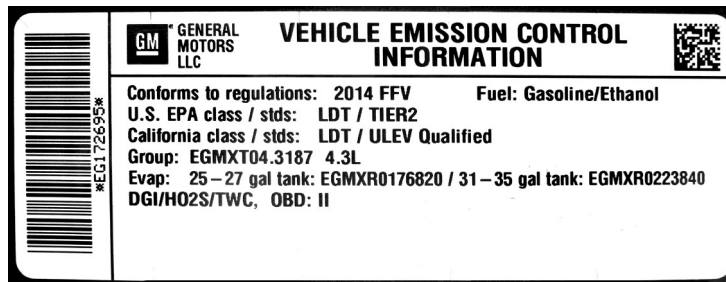 GM
GENERAL
MOTORS
LLC
VEHICLE EMISSION CONTROL
INFORMATION
*EG172695*
Conforms to regulations: 2014 FFV Fuel: Gasoline/Ethanol
U.S. EPA class / stds: LDT / TIER2
California class / stds: LDT / ULEV Qualified
Group: EGMXT04.3187 4.3L
Evap: 25–27 gal tank: EGMXR0176820 / 31–35 gal tank: EGMXR0223840
DGI/HO2S/TWC, OBD: II